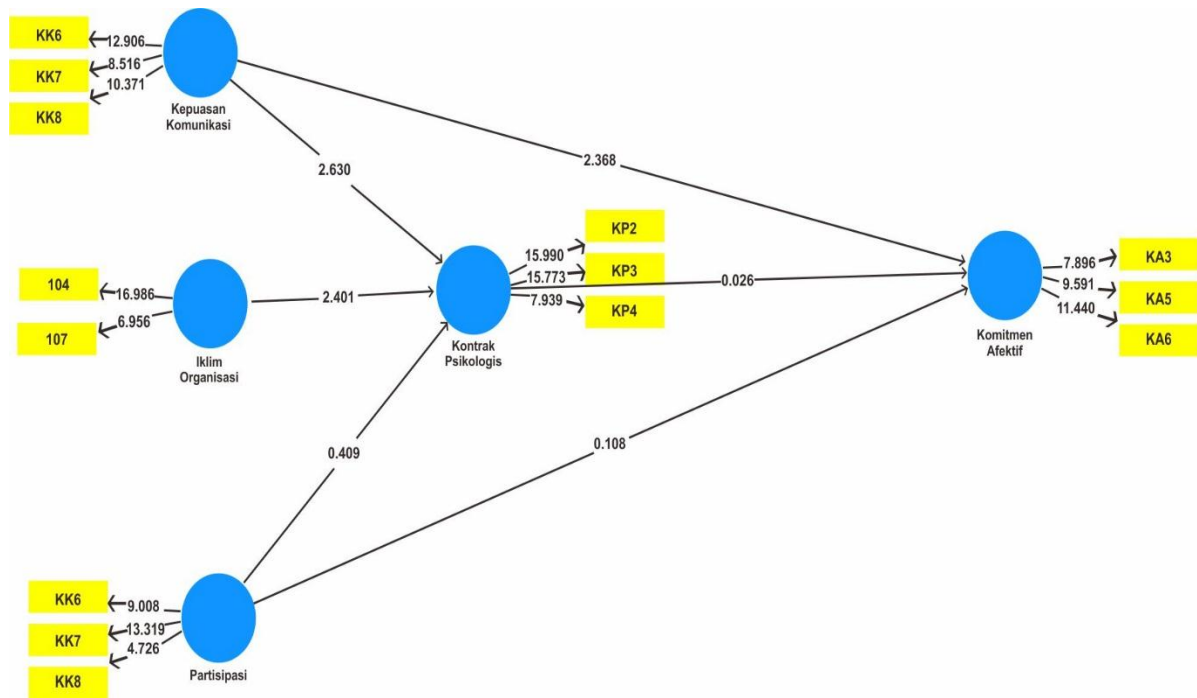 KK6
12.906
KK7
8.516
10.371
KK8
Kepuasan
Komunikasi
2.368
2.630
KP2
15.990
KP3
15.773
7.939
KP4
0.026
KA3
7.896
9.591
KA5
11.440
KA6
Komitmen
Afektif
104
16.986
107
6.956
2.401
Iklim
Organisasi
Kontrak
Psikologis
0.409
0.108
KK6
9.008
KK7
13.319
4.726
KK8
Partisipasi